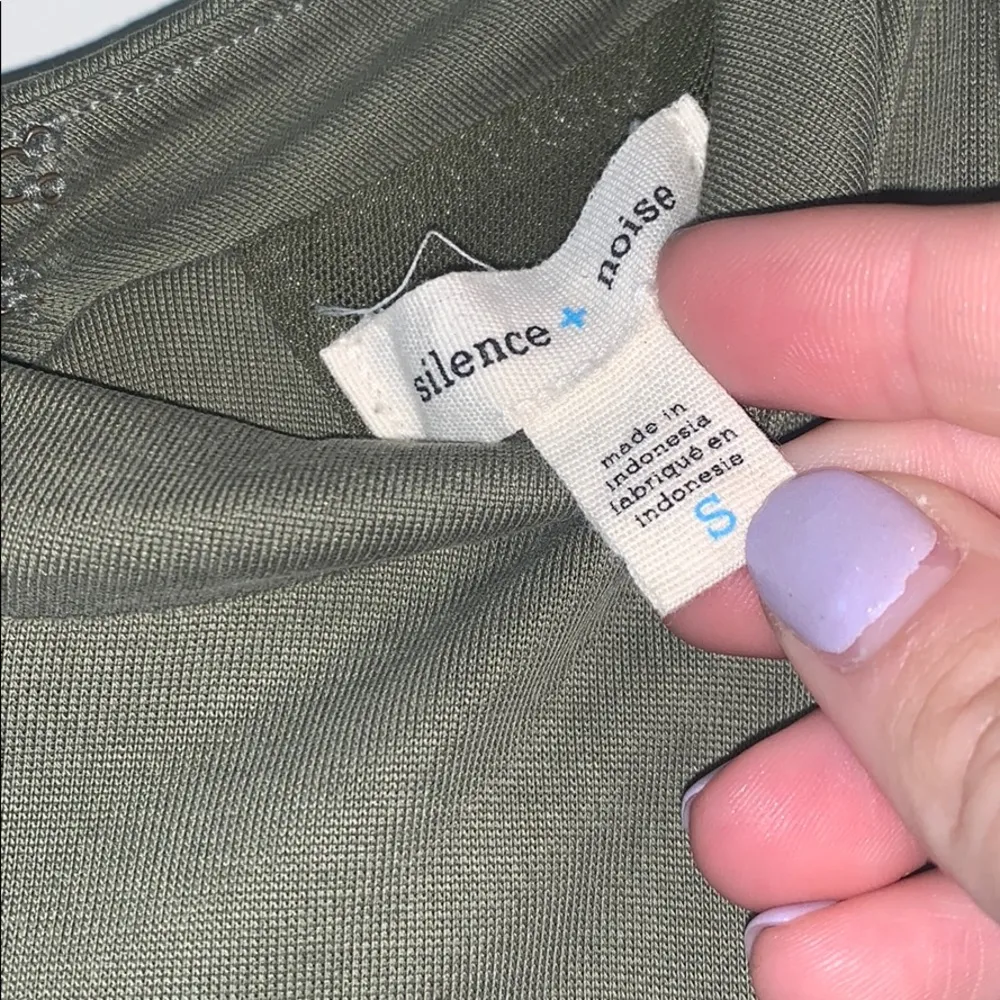 silence + noise
made in
indonesia
fabriqué en
indonesie
S